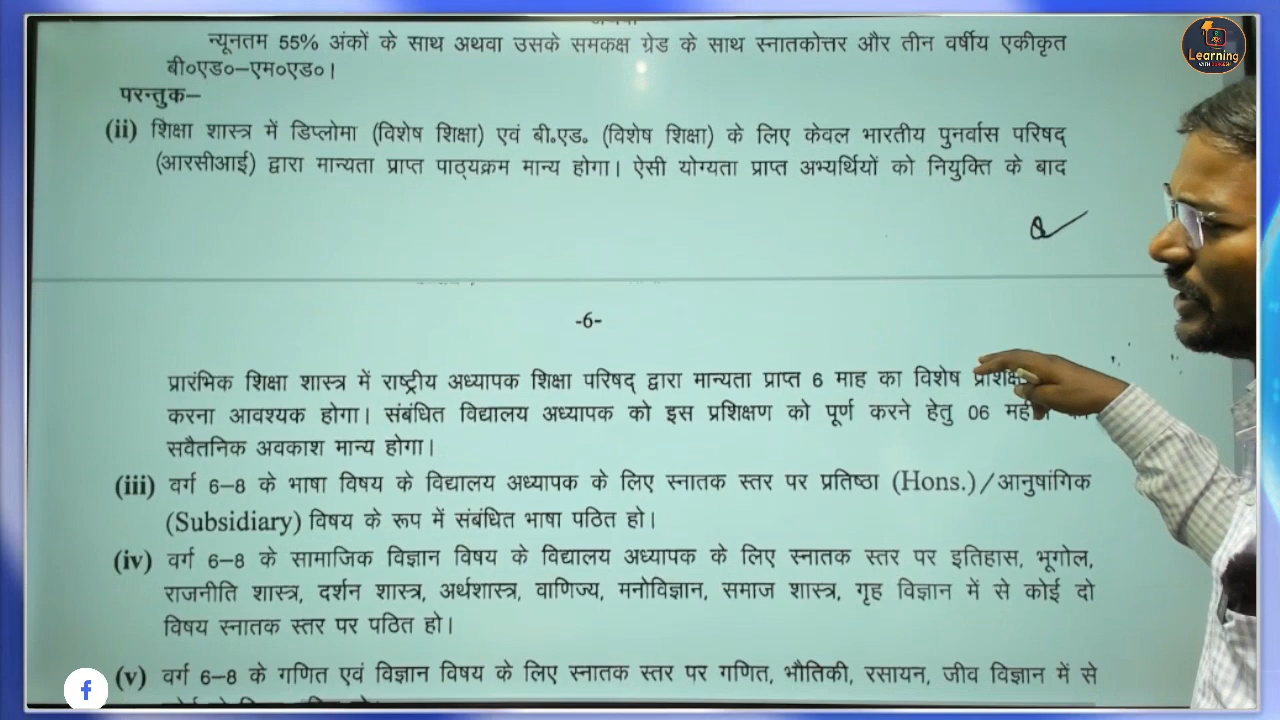 न्यूनतम 55% अंकों के साथ अथवा उसके समकक्ष ग्रेड के साथ स्नातकोत्तर और तीन वर्षीय एकीकृत
बी०एड०–एम०एड०।
परन्तुक–
(ii) शिक्षा शास्त्र में डिप्लोमा (विशेष शिक्षा) एवं बी.एड. (विशेष शिक्षा) के लिए केवल भारतीय पुनर्वास परिषद्
(आरसीआई) द्वारा मान्यता प्राप्त पाठ्यक्रम मान्य होगा। ऐसी योग्यता प्राप्त अभ्यर्थियों को नियुक्ति के बाद
-6-
प्रारंभिक शिक्षा शास्त्र में राष्ट्रीय अध्यापक शिक्षा परिषद् द्वारा मान्यता प्राप्त 6 माह का विशेष
करना आवश्यक होगा। संबंधित विद्यालय अध्यापक को इस प्रशिक्षण को पूर्ण करने हेतु 06
सवैतनिक अवकाश मान्य होगा।
(iii) वर्ग 6–8 के भाषा विषय के विद्यालय अध्यापक के लिए स्नातक स्तर पर प्रतिष्ठा (Hons.)/आनुषांगिक
(Subsidiary) विषय के रूप में संबंधित भाषा पठित हो।
(iv) वर्ग 6–8 के सामाजिक विज्ञान विषय के विद्यालय अध्यापक के लिए स्नातक स्तर पर इतिहास, भूगोल,
राजनीति शास्त्र, दर्शन शास्त्र, अर्थशास्त्र, वाणिज्य, मनोविज्ञान, समाज शास्त्र, गृह विज्ञान में से कोई दो
विषय स्नातक स्तर पर पठित हो।
(v) वर्ग 6–8 के गणित एवं विज्ञान विषय के लिए स्नातक स्तर पर गणित, भौतिकी, रसायन, जीव विज्ञान में से
Learning
f